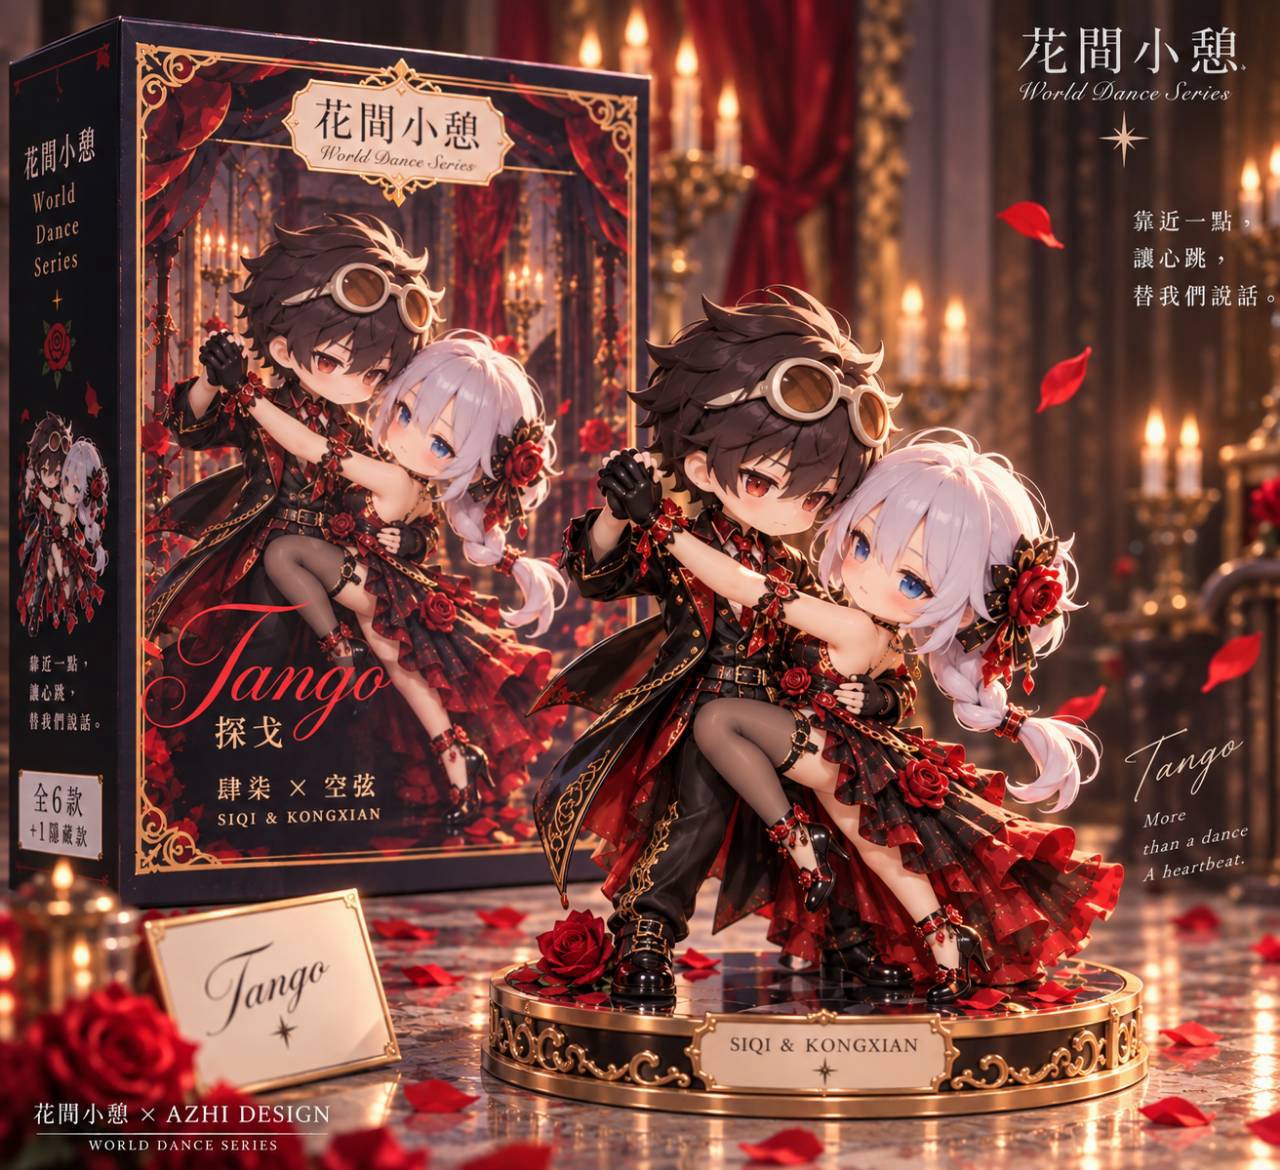 花間小憩
World
Dance
Series
靠近一點，
讓心跳，
替我們說話。
全6款
+1隱藏款
花間小憩
World Dance Series
Tango
探戈
肆柒 × 空弦
SIQI & KONGXIAN
花間小憩
World Dance Series
靠近一點，
讓心跳，
替我們說話。
Tango
More
than a dance
A heartbeat.
Tango
SIQI & KONGXIAN
花間小憩 × AZHI DESIGN
WORLD DANCE SERIES